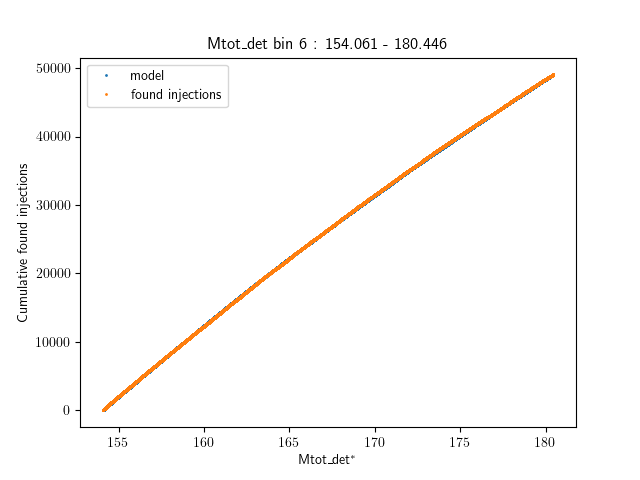 Mtot_det bin 6 : 154.061 - 180.446
model
found injections
50000
40000
30000
20000
10000
0
Cumulative found injections
155
160
165
170
175
180
Mtot_det*